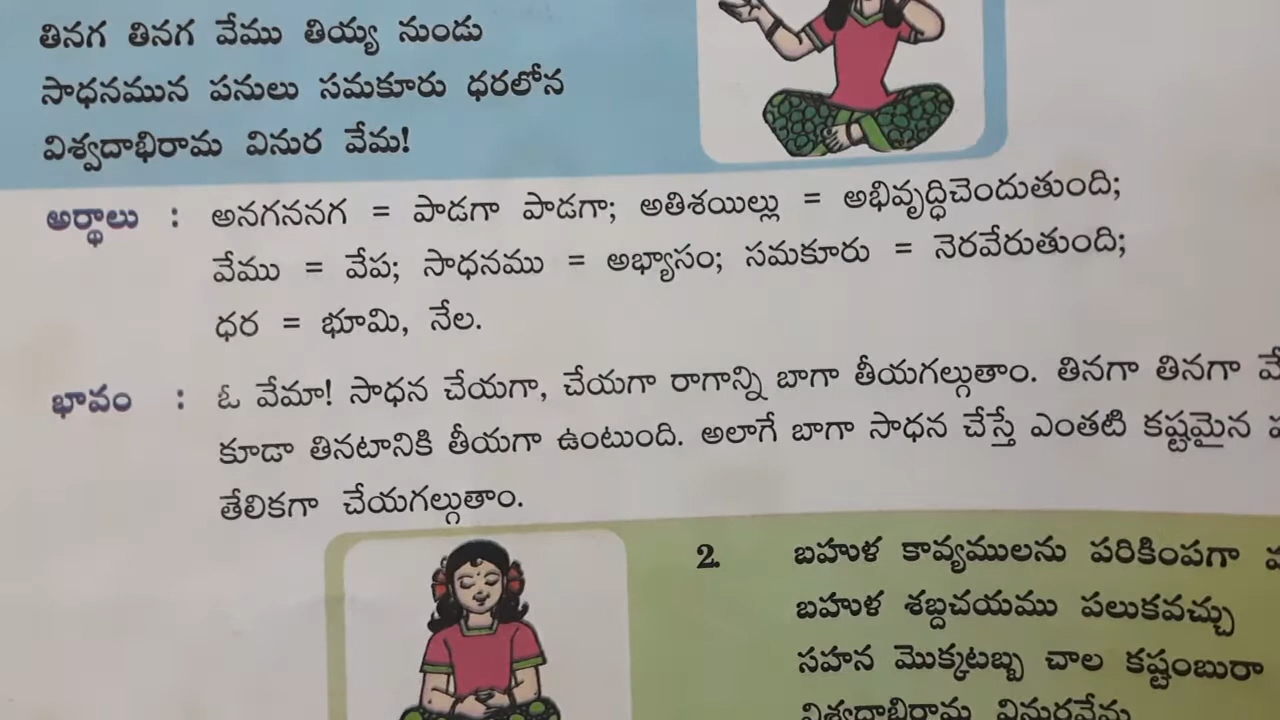 తినగ తినగ వేము తియ్య నుండు
సాధనమున పనులు సమకూరు ధరలోన
విశ్వదాభిరామ వినుర వేమ!
అర్థాలు : అనగననగ = పాడగా పాడగా; అతిశయిల్లు = అభివృద్ధిచెందుతుంది;
వేము = వేప; సాధనము = అభ్యాసం; సమకూరు = నెరవేరుతుంది;
ధర = భూమి, నేల.
భావం : ఓ వేమా! సాధన చేయగా, చేయగా రాగాన్ని బాగా తీయగల్గుతాం. తినగా తినగా
కూడా తినటానికి తీయగా ఉంటుంది. అలాగే బాగా సాధన చేస్తే ఎంతటి కష్టమైన
తేలికగా చేయగల్గుతాం.
2. బహుళ కావ్యములను పరికింపగా
బహుళ శబ్దచయము పలుకవచ్చు
సహన మొక్కటబ్బ చాల కష్టంబురా
విశ్వదాభిరామ వినురవేమ